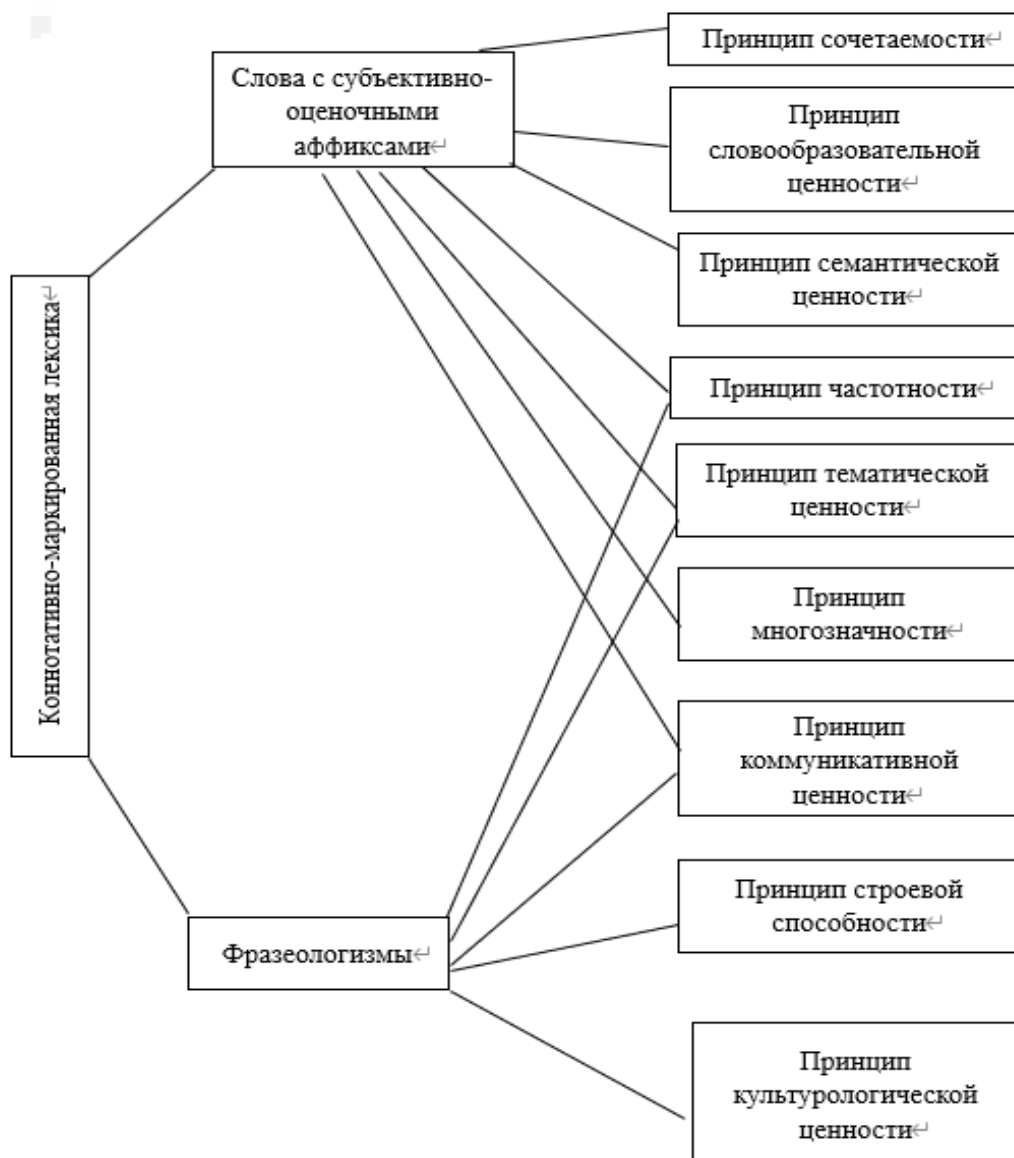 Принцип сочетаемости
Слова с субъективно-
оценочными
аффиксами
Принцип
словообразовательной
ценности
Принцип семантической
ценности
Коннотативно-маркированная лексика
Принцип частотности
Принцип тематической
ценности
Принцип
многозначности
Принцип
коммуникативной
ценности
Принцип строевой
способности
Фразеологизмы
Принцип
культурологической
ценности